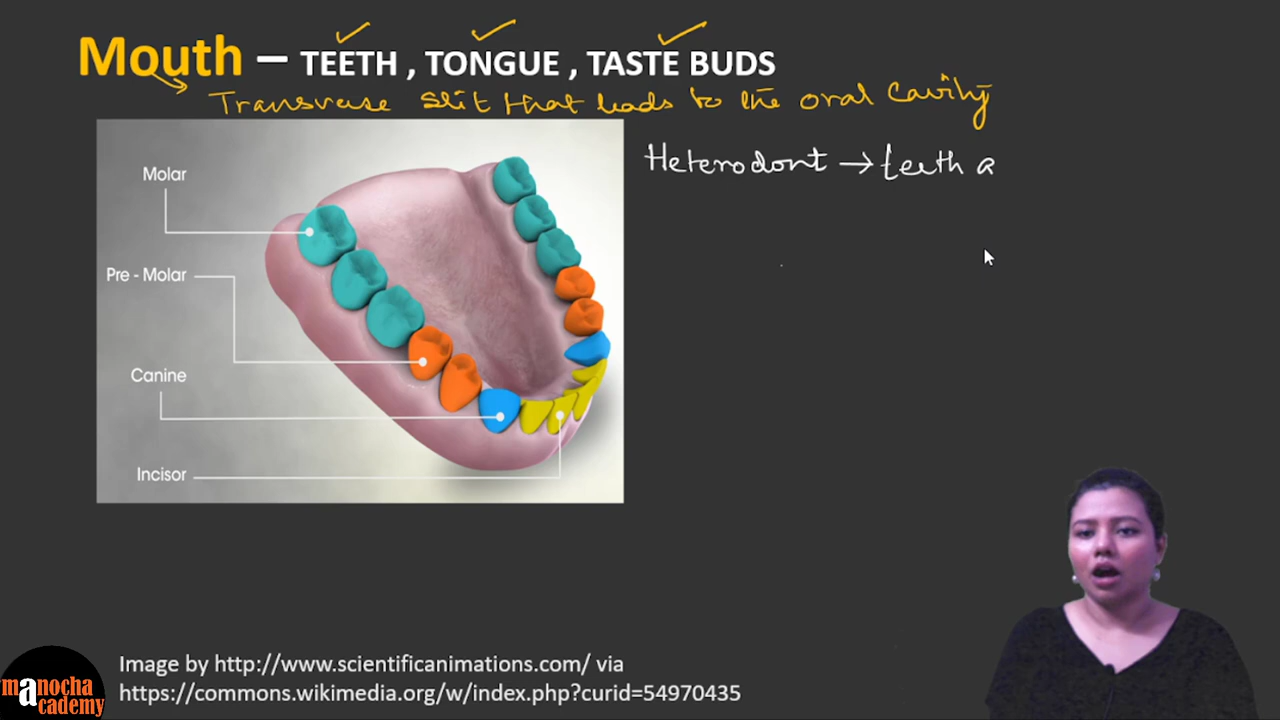 Mouth – TEETH , TONGUE , TASTE BUDS
Transverse slit that leads to the oral cavity
Heterodont → teeth a
Molar
Pre - Molar
Canine
Incisor
Image by http://www.scientificanimations.com/ via
https://commons.wikimedia.org/w/index.php?curid=54970435
manocha
academy